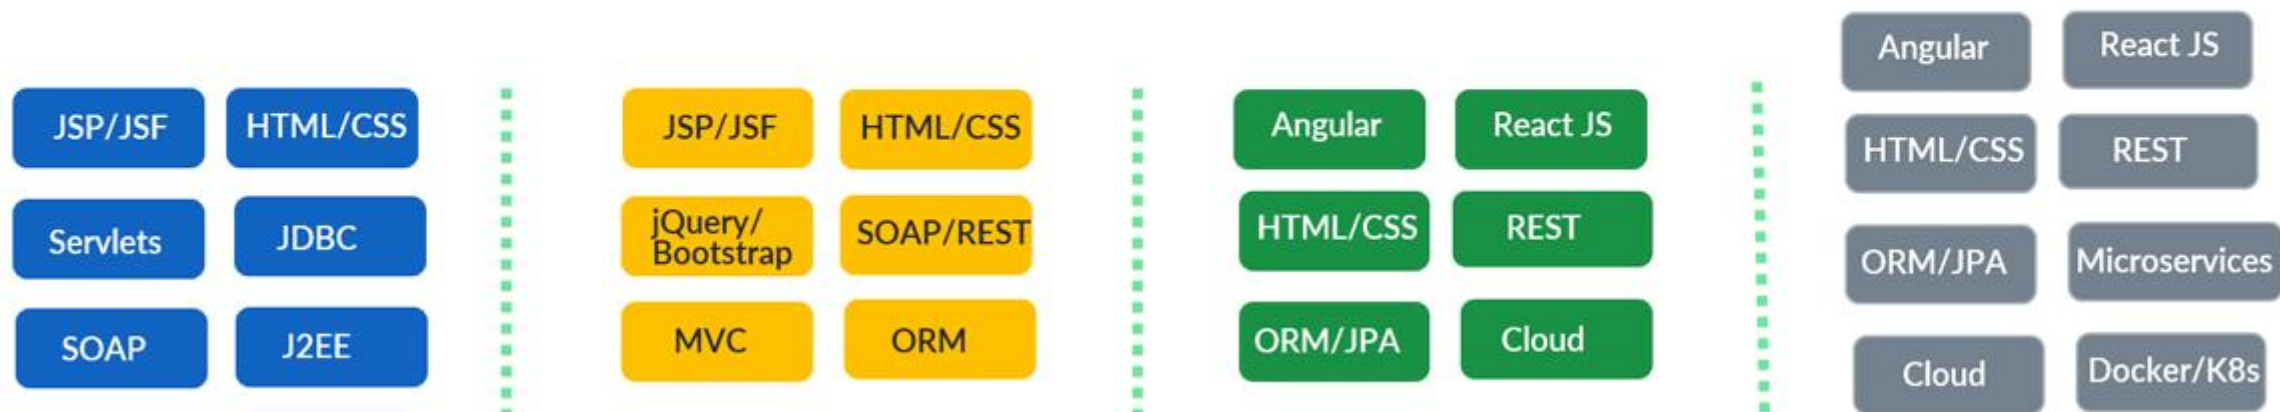 JSP/JSF
HTML/CSS
Servlets
JDBC
SOAP
J2EE
JSP/JSF
HTML/CSS
jQuery/
Bootstrap
SOAP/REST
MVC
ORM
Angular
React JS
HTML/CSS
REST
ORM/JPA
Cloud
Angular
React JS
HTML/CSS
REST
ORM/JPA
Microservices
Cloud
Docker/K8s